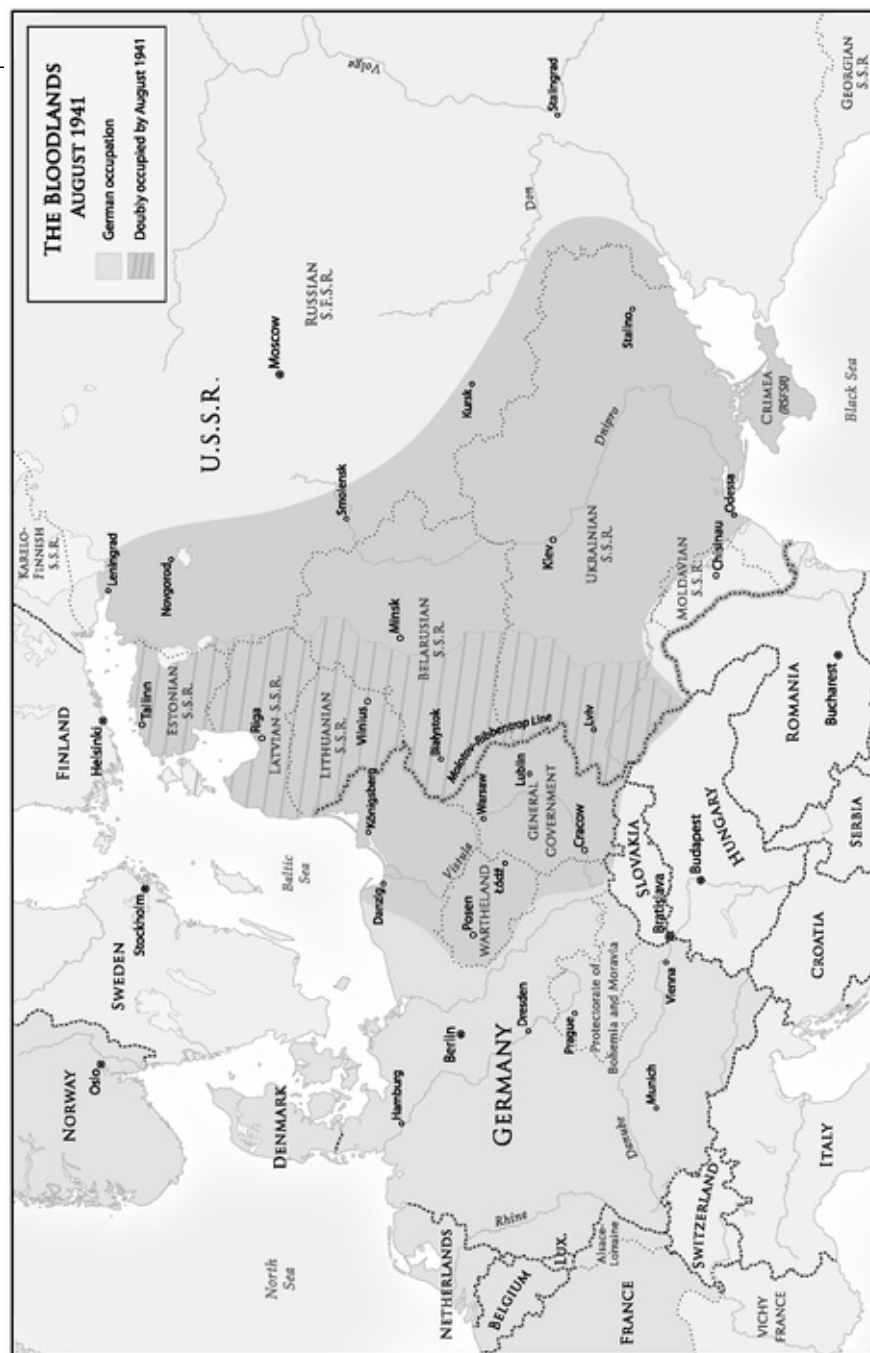 THE BLOODLANDS
AUGUST 1941
German occupation
Doubly occupied by August 1941
NORWAY
Oslo
SWEDEN
Stockholm
FINLAND
Helsinki
KARELO-
FINNISH
S.S.R.
Leningrad
Novgorod
Tallinn
ESTONIAN
S.S.R.
Baltic
Sea
North
Sea
DENMARK
Riga
LATVIAN S.S.R.
LITHUANIAN
S.S.R.
Vilnius
U.S.S.R.
Moscow
RUSSIAN
S.F.S.R.
Volga
Smolensk
Königsberg
Danzig
Hamburg
Minsk
BELARUSIAN
S.S.R.
Białystok
Molotov-Ribbentrop Line
NETHERLANDS
Berlin
Vistula
Posen
WARTHELAND
Łódź
Warsaw
Lublin
GENERAL
GOVERNMENT
Cracow
Kursk
Don
Stalingrad
BELGIUM
LUX.
Rhine
GERMANY
Dresden
Prague
Protectorate of
Bohemia and Moravia
Lviv
Kiev
UKRAINIAN
S.S.R.
Dnipro
Stalino
FRANCE
Alsace-
Lorraine
Danube
Munich
Vienna
SLOVAKIA
Bratislava
Budapest
HUNGARY
MOLDAVIAN
S.S.R.
Chisinau
Odessa
SWITZERLAND
VICHY
FRANCE
ITALY
CROATIA
SERBIA
ROMANIA
Bucharest
CRIMEA
(RSFSR)
Black Sea
GEORGIAN
S.S.R.